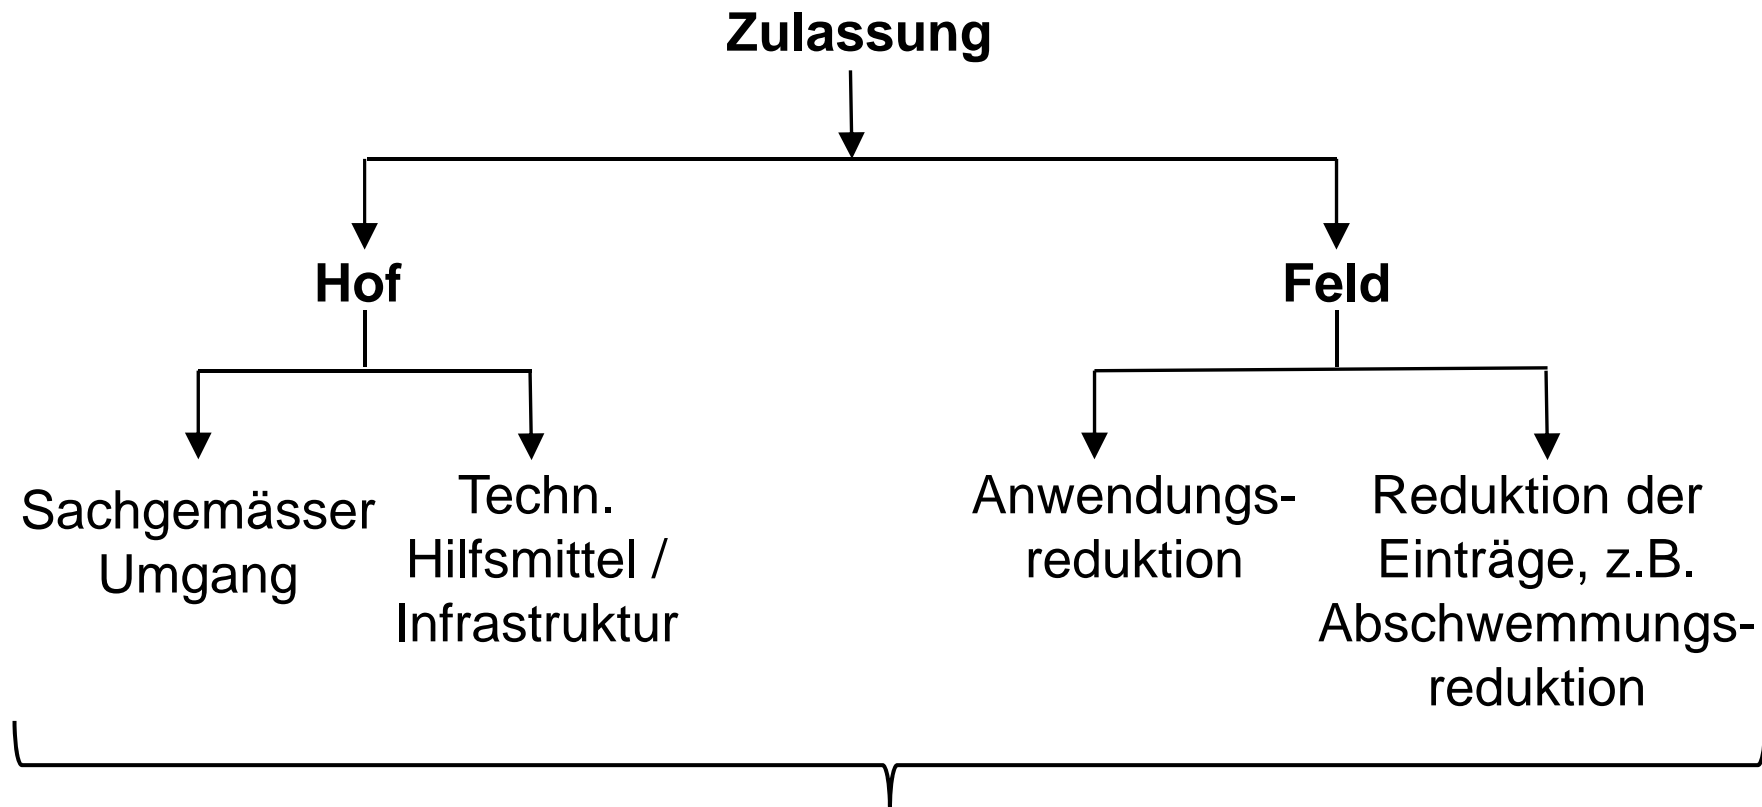 Zulassung
Hof
Feld
Sachgemässer
Umgang
Techn.
Hilfsmittel /
Infrastruktur
Anwendungs-
reduktion
Reduktion der
Einträge, z.B.
Abschwemmungs-
reduktion